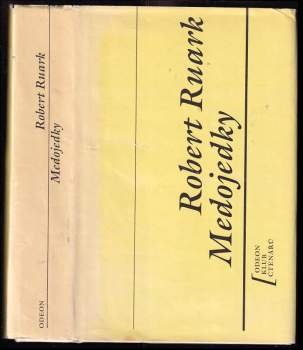 Robert Ruark
Medojedky
ODEON
Robert Ruark
Medojedky
ODEON
KLUB
ČTENÁŘŮ